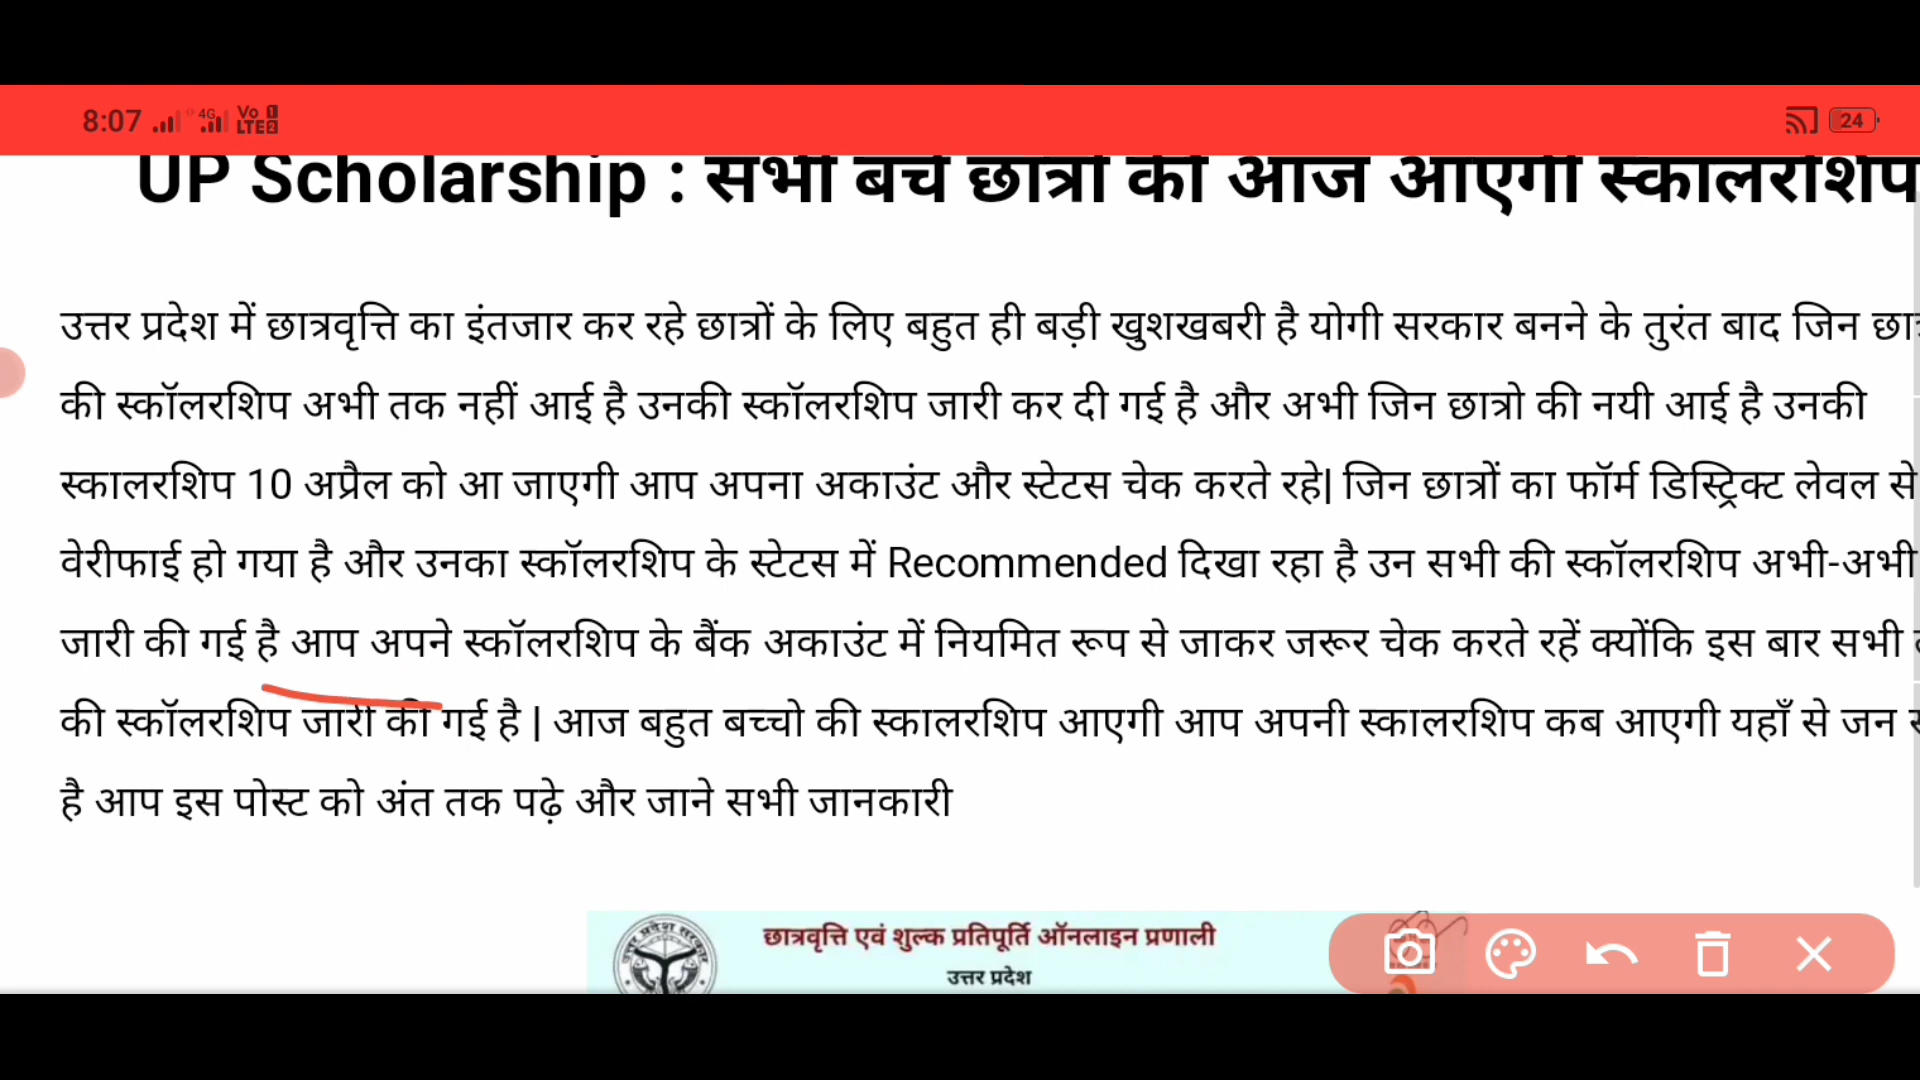 8:07 4G Vo LTE 1 2 24
UP Scholarship : सभी बचे छात्रों की आज आएगी स्कालरशिप
उत्तर प्रदेश में छात्रवृत्ति का इंतजार कर रहे छात्रों के लिए बहुत ही बड़ी खुशखबरी है योगी सरकार बनने के तुरंत बाद जिन
की स्कॉलरशिप अभी तक नहीं आई है उनकी स्कॉलरशिप जारी कर दी गई है और अभी जिन छात्रो की नयी आई है उनकी
स्कालरशिप 10 अप्रैल को आ जाएगी आप अपना अकाउंट और स्टेटस चेक करते रहे| जिन छात्रों का फॉर्म डिस्ट्रिक्ट लेवल से
वेरीफाई हो गया है और उनका स्कॉलरशिप के स्टेटस में Recommended दिखा रहा है उन सभी की स्कॉलरशिप अभी-अभी
जारी की गई है आप अपने स्कॉलरशिप के बैंक अकाउंट में नियमित रूप से जाकर जरूर चेक करते रहें क्योंकि इस बार सभी
की स्कॉलरशिप जारी की गई है | आज बहुत बच्चो की स्कालरशिप आएगी आप अपनी स्कालरशिप कब आएगी यहाँ से जन
है आप इस पोस्ट को अंत तक पढ़े और जाने सभी जानकारी
छात्रवृत्ति एवं शुल्क प्रतिपूर्ति ऑनलाइन प्रणाली
उत्तर प्रदेश